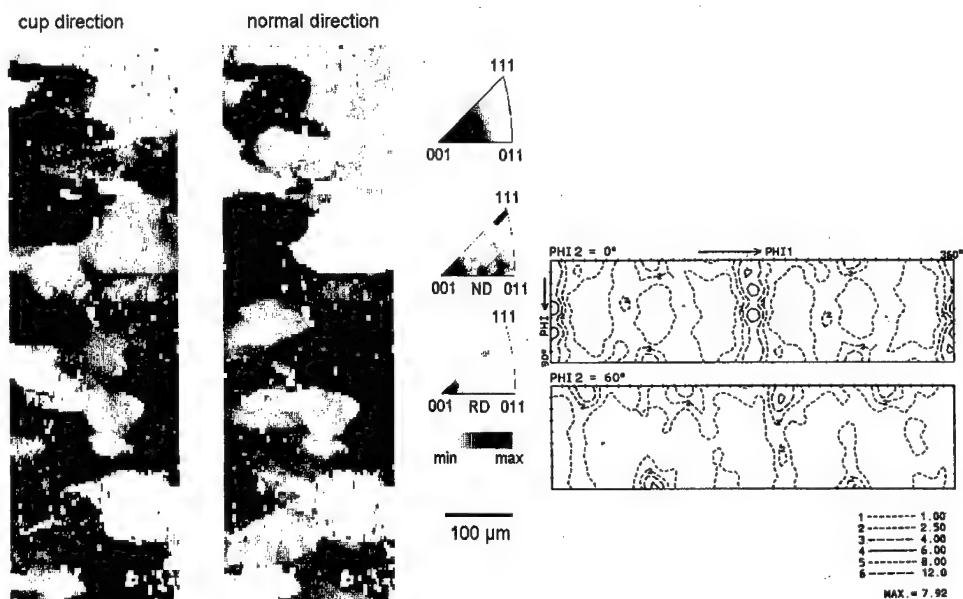 cup direction
normal direction
111
001
011
111
001 ND 011
111
001 RD 011
min max
100 µm
PHI2 = 0°
PHI1
360°
PHI
90°
PHI2 = 60°
1 1.00
2 2.50
3 4.00
4 6.00
5 8.00
6 12.0
MAX.= 7.92